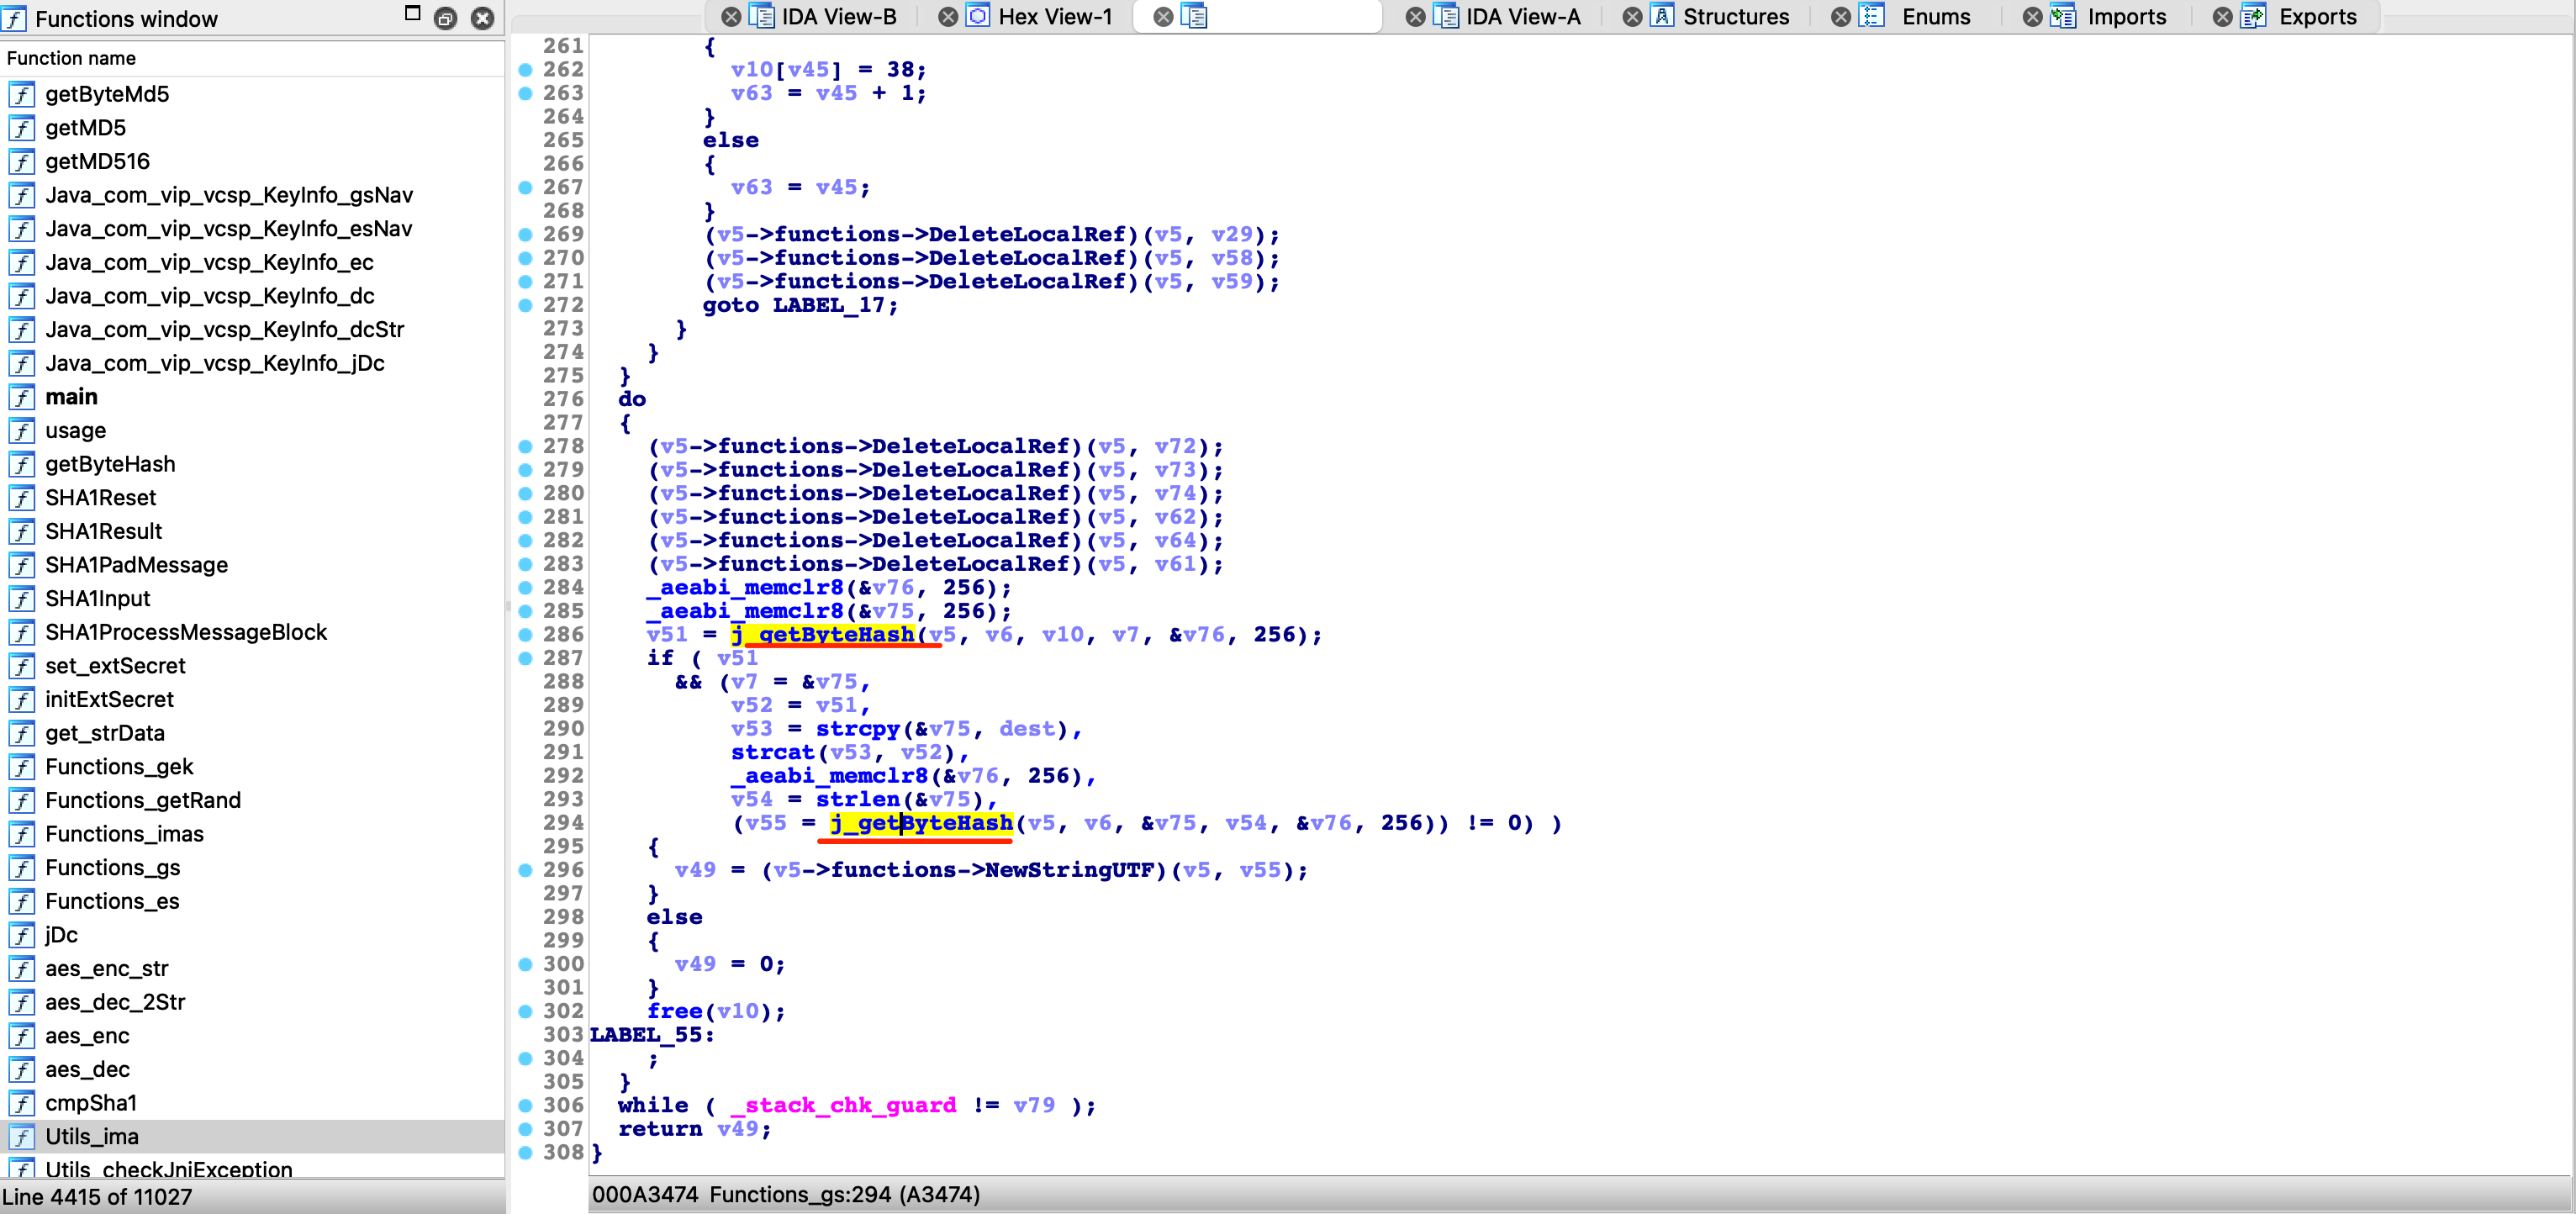 Functions window
Function name
getByteMd5
getMD5
getMD516
Java_com_vip_vcsp_KeyInfo_gsNav
Java_com_vip_vcsp_KeyInfo_esNav
Java_com_vip_vcsp_KeyInfo_ec
Java_com_vip_vcsp_KeyInfo_dc
Java_com_vip_vcsp_KeyInfo_dcStr
Java_com_vip_vcsp_KeyInfo_jDc
main
usage
getByteHash
SHA1Reset
SHA1Result
SHA1PadMessage
SHA1Input
SHA1ProcessMessageBlock
set_extSecret
initExtSecret
get_strData
Functions_gek
Functions_getRand
Functions_imas
Functions_gs
Functions_es
jDc
aes_enc_str
aes_dec_2Str
aes_enc
aes_dec
cmpSha1
Utils_ima
Utils_checkJniException
Line 4415 of 11027
IDA View-B Hex View-1 IDA View-A Structures Enums Imports Exports
261 {
262 v10[v45] = 38;
263 v63 = v45 + 1;
264 }
265 else
266 {
267 v63 = v45;
268 }
269 (v5->functions->DeleteLocalRef)(v5, v29);
270 (v5->functions->DeleteLocalRef)(v5, v58);
271 (v5->functions->DeleteLocalRef)(v5, v59);
272 goto LABEL_17;
273 }
274 }
275 }
276 do
277 {
278 (v5->functions->DeleteLocalRef)(v5, v72);
279 (v5->functions->DeleteLocalRef)(v5, v73);
280 (v5->functions->DeleteLocalRef)(v5, v74);
281 (v5->functions->DeleteLocalRef)(v5, v62);
282 (v5->functions->DeleteLocalRef)(v5, v64);
283 (v5->functions->DeleteLocalRef)(v5, v61);
284 _aeabi_memclr8(&v76, 256);
285 _aeabi_memclr8(&v75, 256);
286 v51 = j_getByteHash(v5, v6, v10, v7, &v76, 256);
287 if ( v51
288 && (v7 = &v75,
289 v52 = v51,
290 v53 = strcpy(&v75, dest),
291 strcat(v53, v52),
292 _aeabi_memclr8(&v76, 256),
293 v54 = strlen(&v75),
294 (v55 = j_getByteHash(v5, v6, &v75, v54, &v76, 256)) != 0) )
295 {
296 v49 = (v5->functions->NewStringUTF)(v5, v55);
297 }
298 else
299 {
300 v49 = 0;
301 }
302 free(v10);
303 LABEL_55:
304 ;
305 }
306 while ( _stack_chk_guard != v79 );
307 return v49;
308 }
000A3474 Functions_gs:294 (A3474)